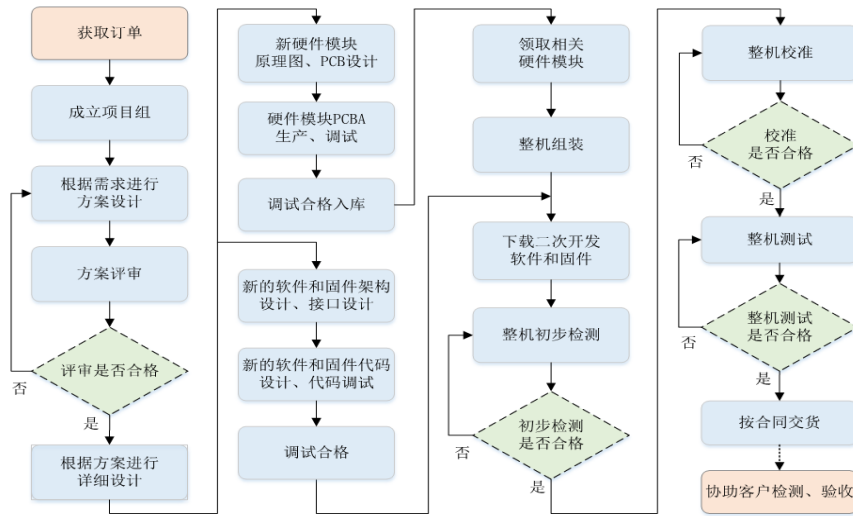 获取订单
成立项目组
根据需求进行
方案设计
方案评审
评审是否合格
否
是
根据方案进行
详细设计
新硬件模块
原理图、PCB设计
硬件模块PCBA
生产、调试
调试合格入库
新的软件和固件架构
设计、接口设计
新的软件和固件代码
设计、代码调试
调试合格
领取相关
硬件模块
整机组装
下载二次开发
软件和固件
整机初步检测
初步检测
是否合格
否
是
整机校准
校准
是否合格
否
是
整机测试
整机测试
是否合格
否
是
按合同交货
协助客户检测、验收